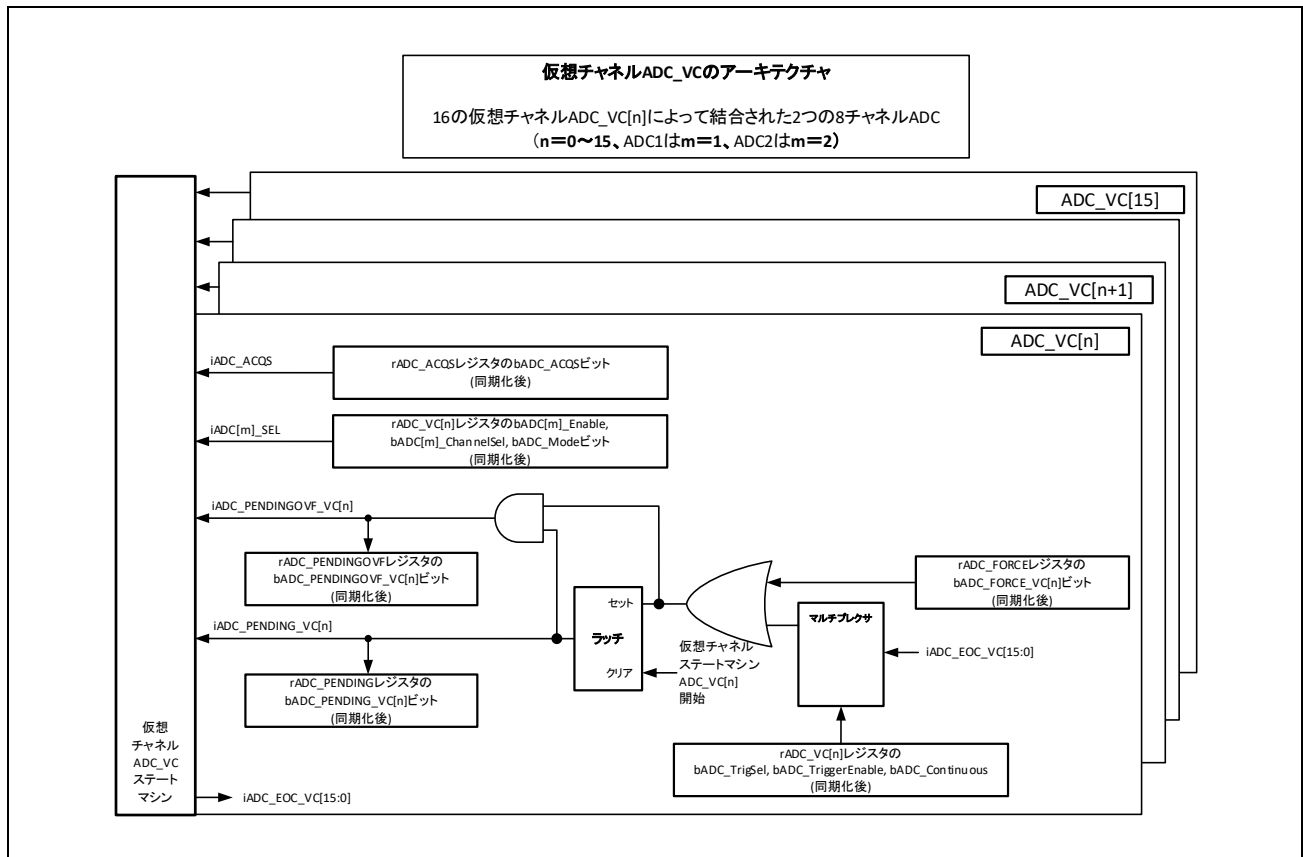 仮想チャネルADC_VCのアーキテクチャ
16の仮想チャネルADC_VC[n]によって結合された2つの8チャネルADC
(n＝0〜15、ADC1はm＝1、ADC2はm＝2)
ADC_VC[15]
ADC_VC[n+1]
ADC_VC[n]
iADC_ACQS
rADC_ACQSレジスタのbADC_ACQSビット
(同期化後)
iADC[m]_SEL
rADC_VC[n]レジスタのbADC[m]_Enable,
bADC[m]_ChannelSel, bADC_Modeビット
(同期化後)
iADC_PENDINGOVF_VC[n]
rADC_PENDINGOVFレジスタの
bADC_PENDINGOVF_VC[n]ビット
(同期化後)
rADC_FORCEレジスタの
bADC_FORCE_VC[n]ビット
(同期化後)
セット
ラッチ
クリア
マルチプレクサ
iADC_PENDING_VC[n]
rADC_PENDINGレジスタの
bADC_PENDING_VC[n]ビット
(同期化後)
仮想チャネル
ステートマシン
ADC_VC[n]
開始
iADC_EOC_VC[15:0]
rADC_VC[n]レジスタの
bADC_TrigSel, bADC_TriggerEnable, bADC_Continuous
(同期化後)
仮想
チャネル
ADC_VC
ステート
マシン
iADC_EOC_VC[15:0]